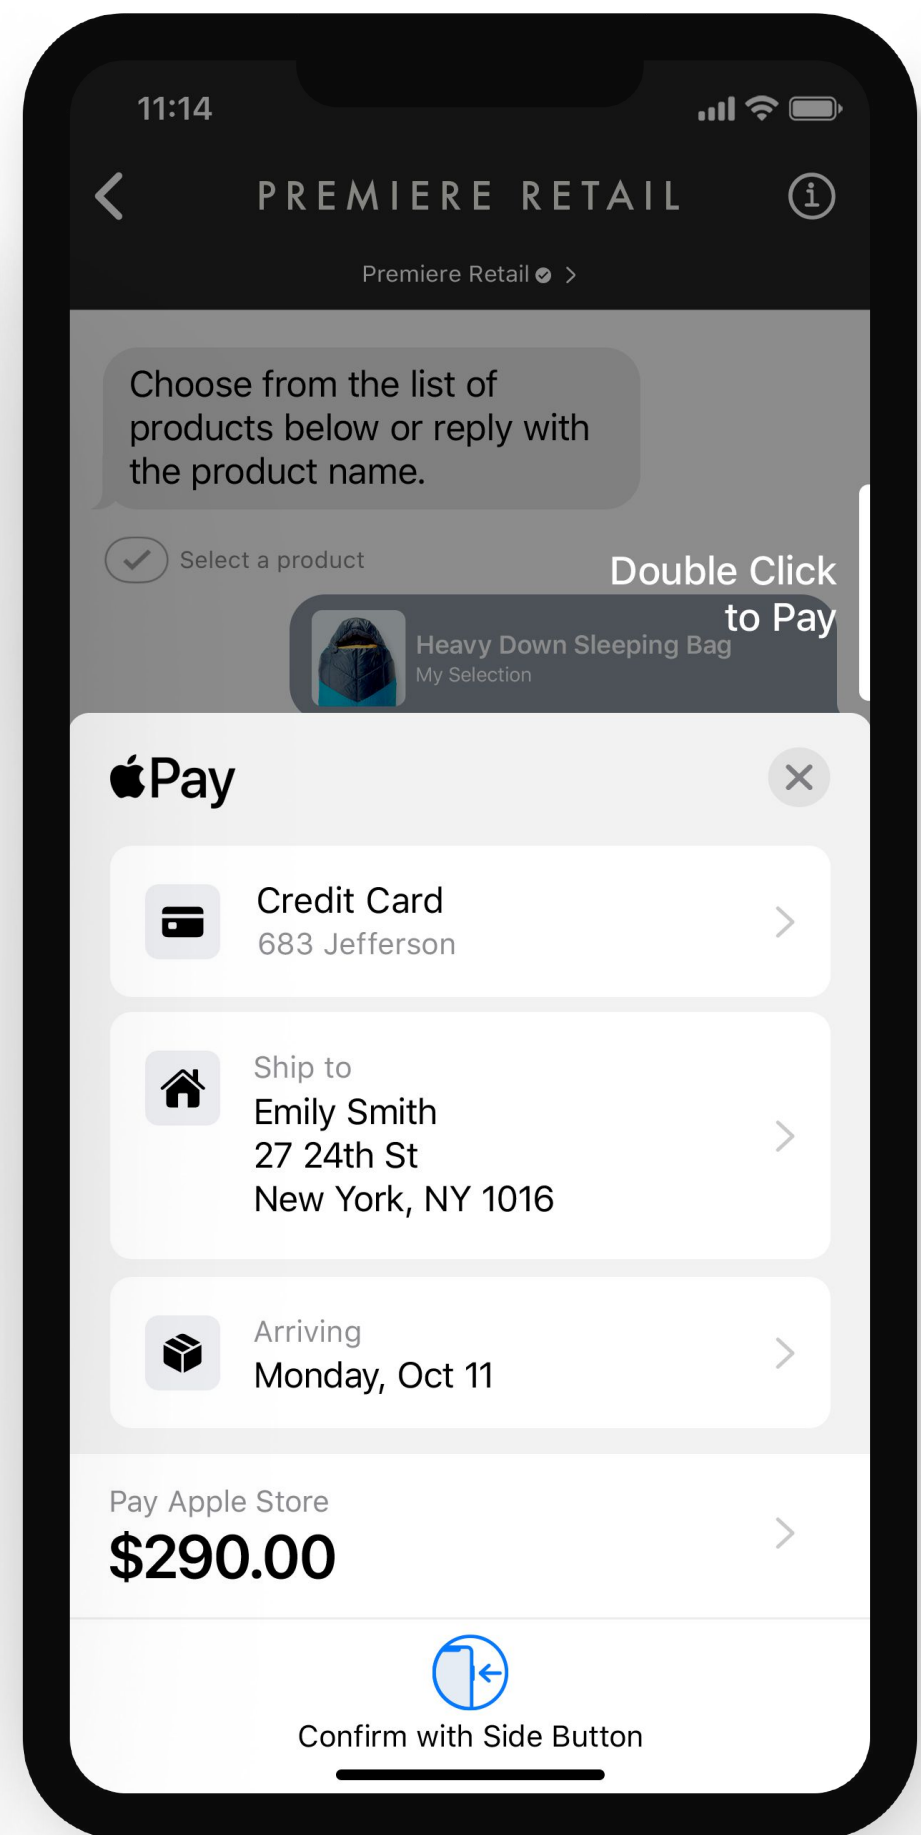 11:14
PREMIERE RETAIL
Premiere Retail
Choose from the list of
products below or reply with
the product name.
Select a product
Double Click
to Pay
Heavy Down Sleeping Bag
My Selection
Pay
Credit Card
683 Jefferson
Ship to
Emily Smith
27 24th St
New York, NY 1016
Arriving
Monday, Oct 11
Pay Apple Store
$290.00
Confirm with Side Button